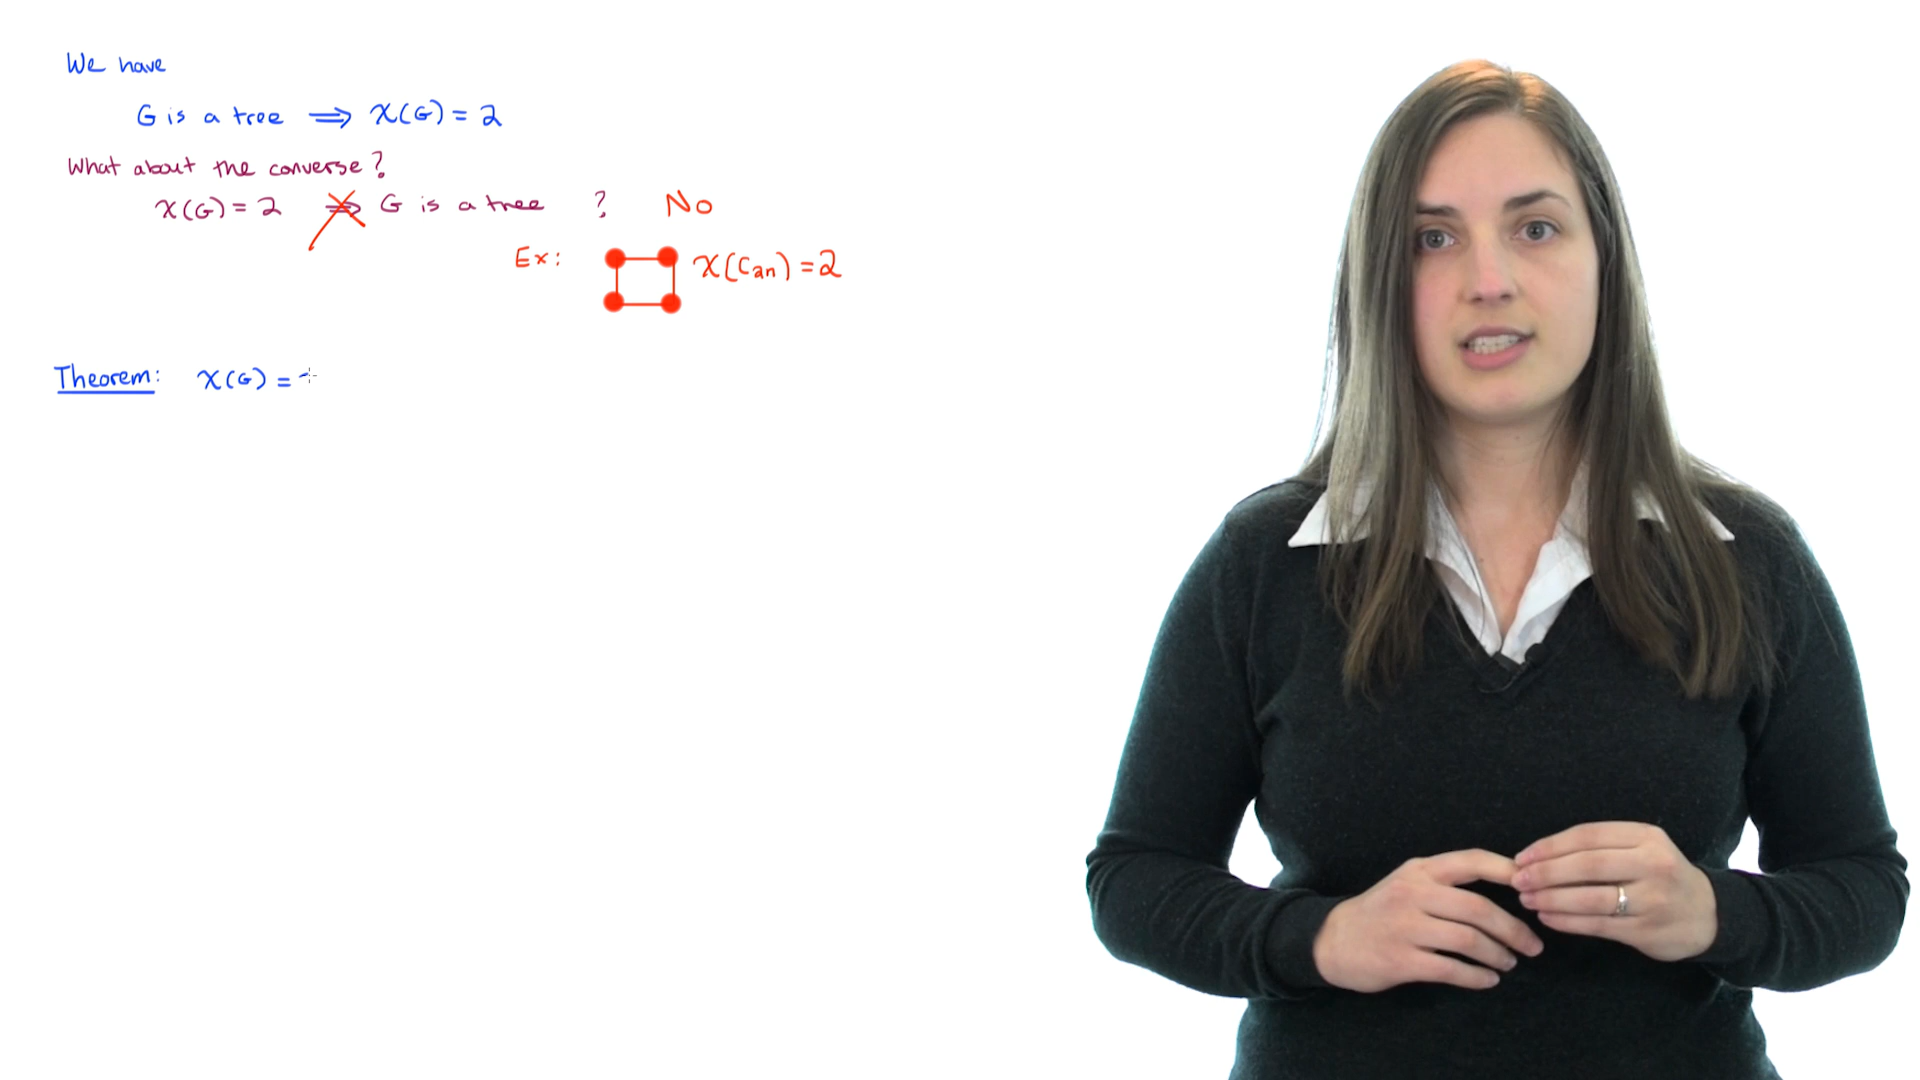 We have
G is a tree ⟹ χ(G) = 2
What about the converse?
χ(G) = 2 ⟹ G is a tree ? No
Ex: χ(C₂ₙ) = 2
Theorem: χ(G) =